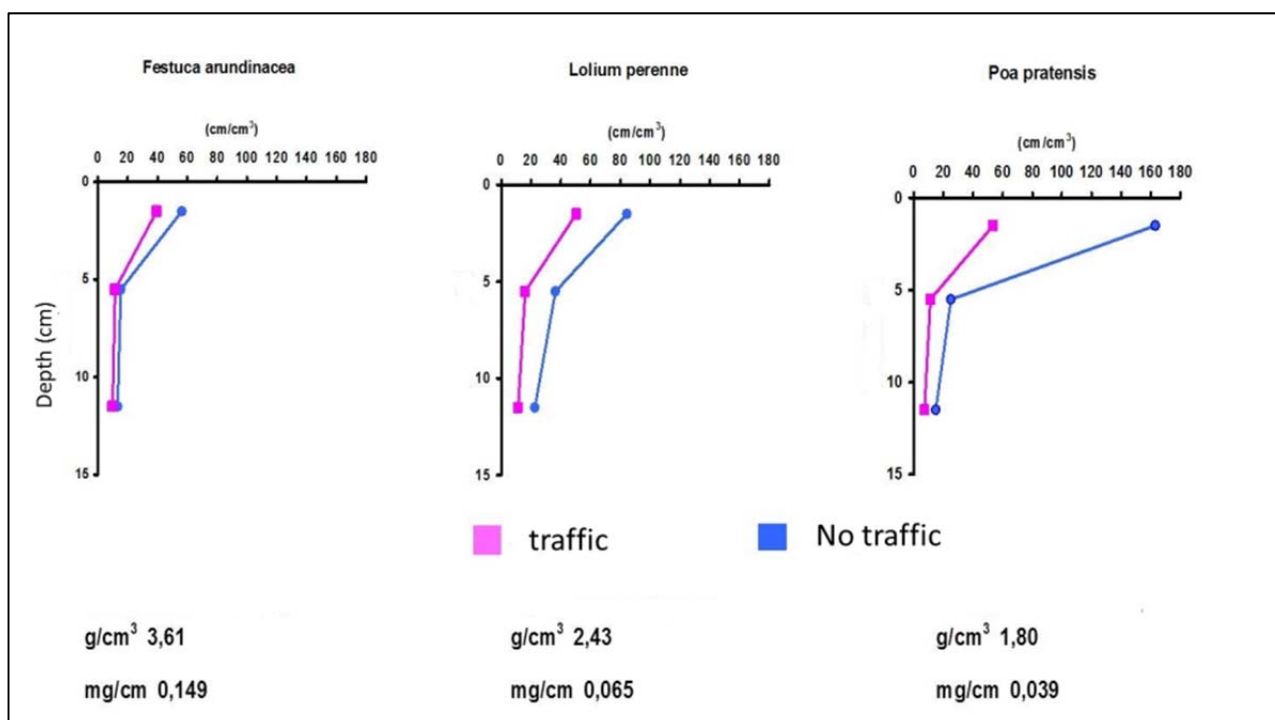 Festuca arundinacea
(cm/cm³)
0 20 40 60 80 100 120 140 160 180
0
5
10
15
Depth (cm)
Lolium perenne
(cm/cm³)
0 20 40 60 80 100 120 140 160 180
0
5
10
15
Poa pratensis
(cm/cm³)
0 20 40 60 80 100 120 140 160 180
0
5
10
15
traffic
No traffic
g/cm³ 3,61
mg/cm 0,149
g/cm³ 2,43
mg/cm 0,065
g/cm³ 1,80
mg/cm 0,039